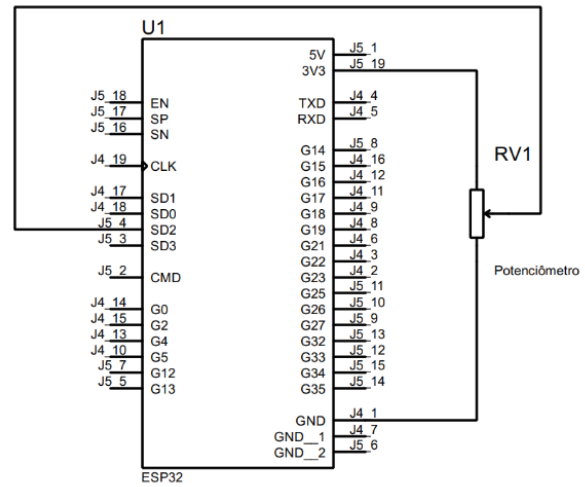 U1
5V J5_1
3V3 J5_19
J5_18 EN
J5_17 SP
J5_16 SN
TXD J4_4
RXD J4_5
J4_19 CLK
G14 J5_8
G15 J4_16
G16 J4_12
G17 J4_11
G18 J4_9
G19 J4_8
G21 J4_6
G22 J4_3
G23 J4_2
G25 J5_11
G26 J5_10
G27 J5_9
G32 J5_13
G33 J5_12
G34 J5_15
G35 J5_14
J4_17 SD1
J4_18 SD0
J5_4 SD2
J5_3 SD3
J5_2 CMD
J4_14 G0
J4_15 G2
J4_13 G4
J4_10 G5
J5_7 G12
J5_5 G13
GND J4_1
GND__1 J4_7
GND__2 J5_6
ESP32
RV1
Potenciômetro